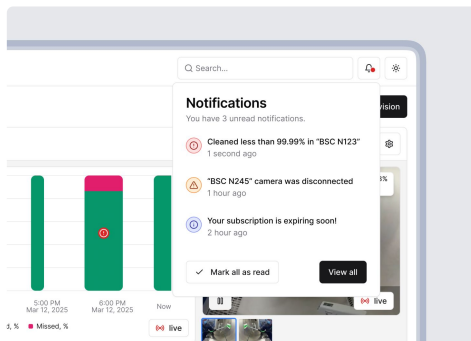 Search...
Notifications
You have 3 unread notifications.
Cleaned less than 99.99% in “BSC N123”
1 second ago
“BSC N245” camera was disconnected
1 hour ago
Your subscription is expiring soon!
2 hour ago
Mark all as read
View all
5:00 PM
Mar 12, 2025
6:00 PM
Mar 12, 2025
Now
Missed, %
live
live